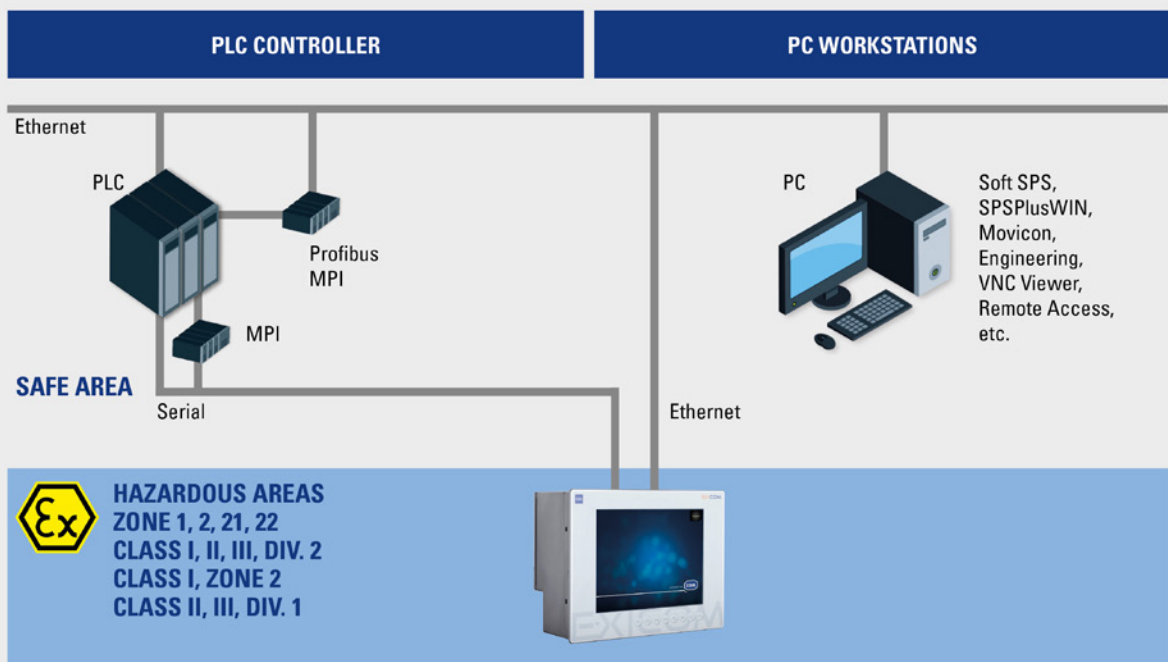 PLC CONTROLLER
PC WORKSTATIONS
Ethernet
PLC
Profibus
MPI
MPI
PC
Soft SPS,
SPSPlusWIN,
Movicon,
Engineering,
VNC Viewer,
Remote Access,
etc.
SAFE AREA
Serial
Ethernet
Ex
HAZARDOUS AREAS
ZONE 1, 2, 21, 22
CLASS I, II, III, DIV. 2
CLASS I, ZONE 2
CLASS II, III, DIV. 1
EXICOM